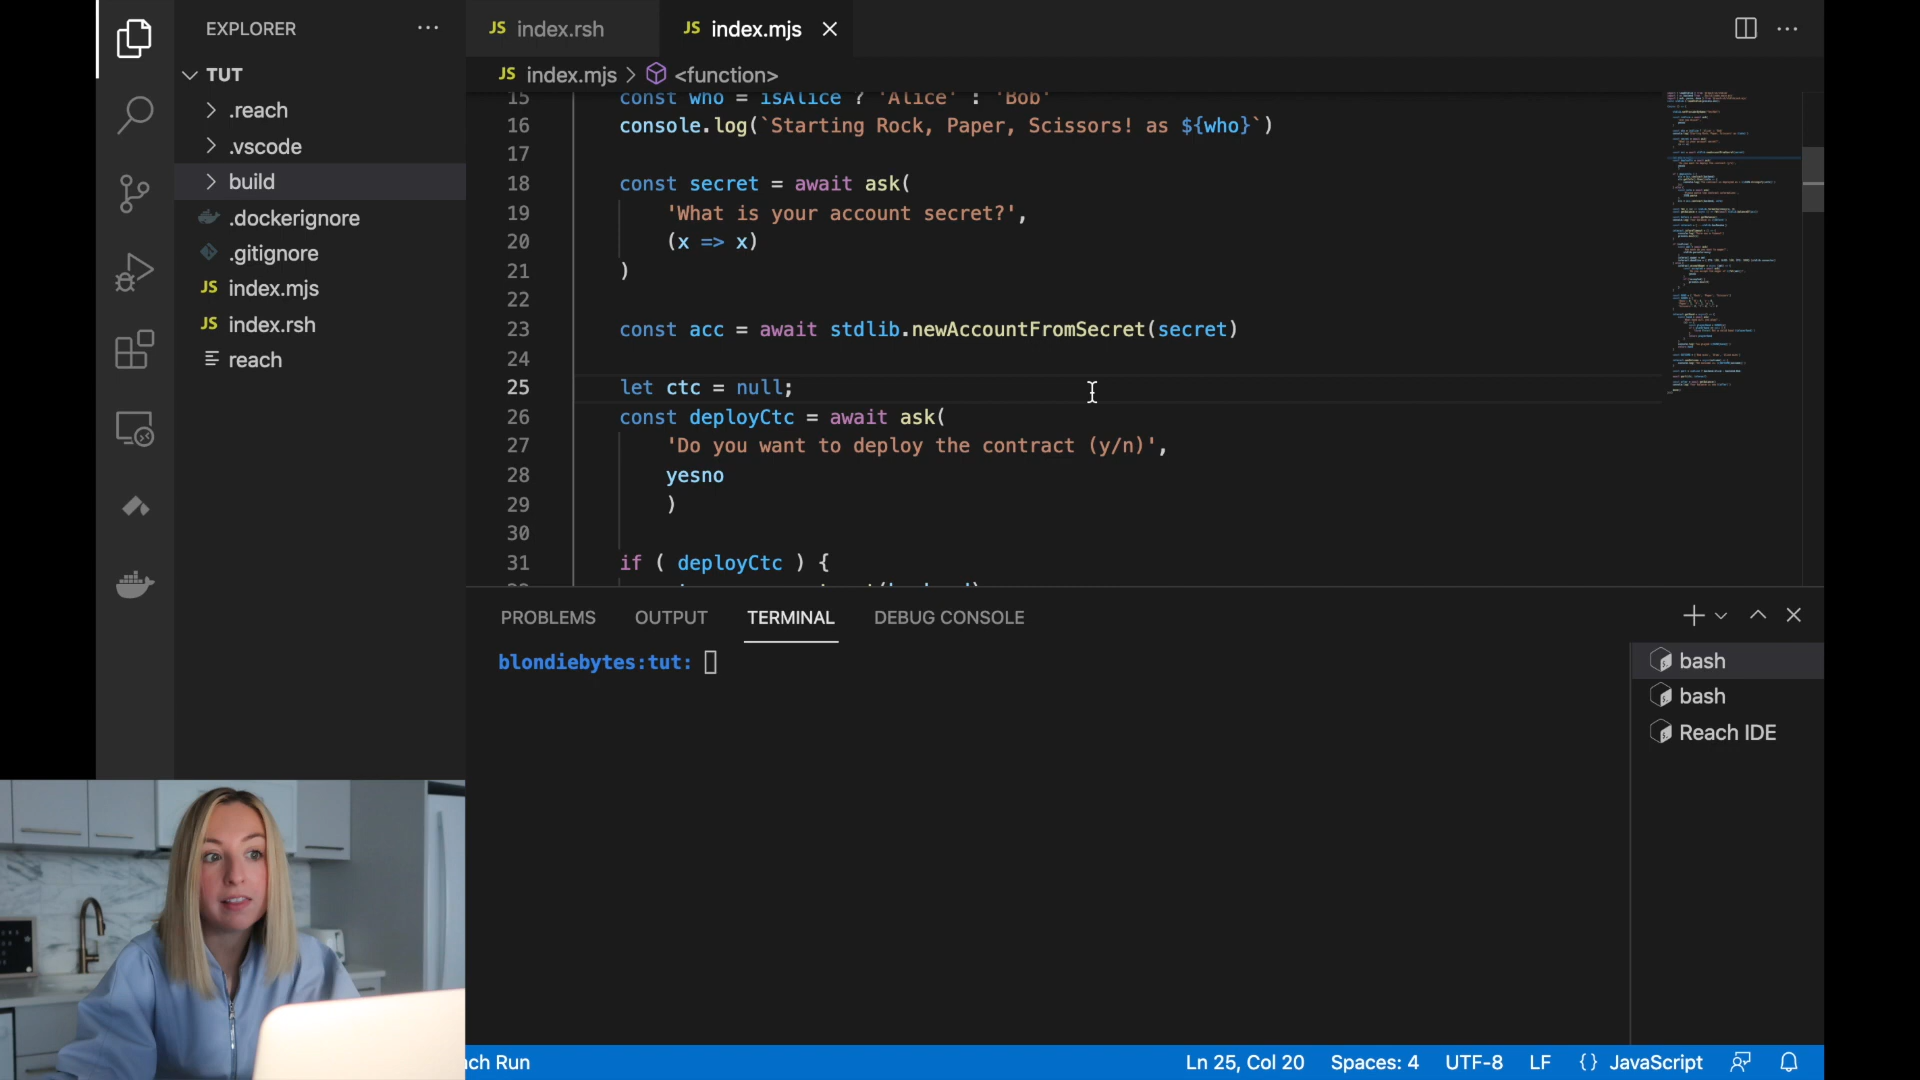 EXPLORER
TUT
.reach
.vscode
build
.dockerignore
.gitignore
JS index.mjs
JS index.rsh
reach
JS index.rsh
JS index.mjs
JS index.mjs > <function>
15 const who = isAlice ? 'Alice' : 'Bob'
16 console.log(`Starting Rock, Paper, Scissors! as ${who}`)
17
18 const secret = await ask(
19 'What is your account secret?',
20 (x => x)
21 )
22
23 const acc = await stdlib.newAccountFromSecret(secret)
24
25 let ctc = null;
26 const deployCtc = await ask(
27 'Do you want to deploy the contract (y/n)',
28 yesno
29 )
30
31 if ( deployCtc ) {
PROBLEMS OUTPUT TERMINAL DEBUG CONSOLE
blondiebytes:tut:
bash
bash
Reach IDE
ch Run
Ln 25, Col 20 Spaces: 4 UTF-8 LF {} JavaScript